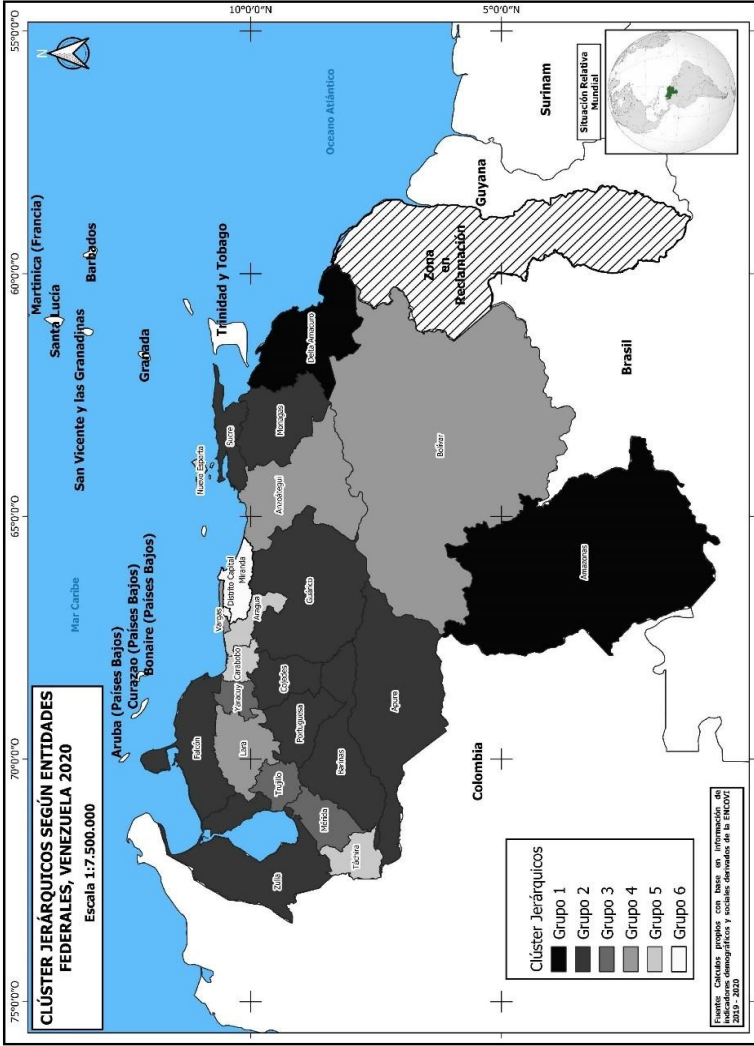 CLÚSTER JERÁRQUICOS SEGÚN ENTIDADES
FEDERALES, VENEZUELA 2020
Escala 1:7.500.000
75°0'0"O
70°0'0"O
65°0'0"O
60°0'0"O
55°0'0"O
10°0'0"O
5°0'0"O
N
Mar Caribe
Oceano Atlántico
Aruba (Países Bajos)
Curazao (Países Bajos)
Bonaire (Países Bajos)
Martinica (Francia)
Santa Lucía
San Vicente y las Granadinas
Barbados
Granada
Trinidad y Tobago
Zulia
Falcón
Lara
Yaracuy
Carabobo
Vargas
Distrito Capital
Miranda
Aragua
Nueva Esparta
Sucre
Monagas
Anzoátegui
Delta Amacuro
Trujillo
Mérida
Táchira
Portuguesa
Cojedes
Barinas
Guárico
Apure
Bolívar
Amazonas
Zona
en
Reclamación
Guyana
Surinam
Brasil
Colombia
Situación Relativa
Mundial
Clúster Jerárquicos
Grupo 1
Grupo 2
Grupo 3
Grupo 4
Grupo 5
Grupo 6
Fuente: Calculos propios con base en información de
indicadores demográficos y sociales derivados de la ENCOVI
2019 - 2020